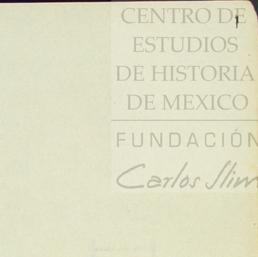 CENTRO DE
ESTUDIOS
DE HISTORIA
DE MEXICO
FUNDACIÓN
Carlos Slim